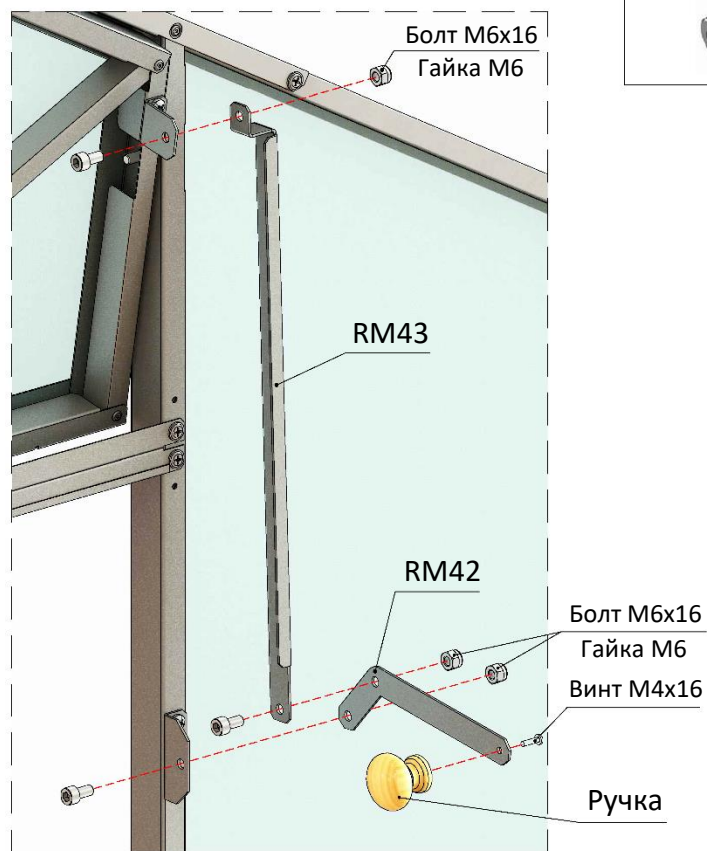 Болт М6х16
Гайка М6
RM43
RM42
Болт М6х16
Гайка М6
Винт М4х16
Ручка